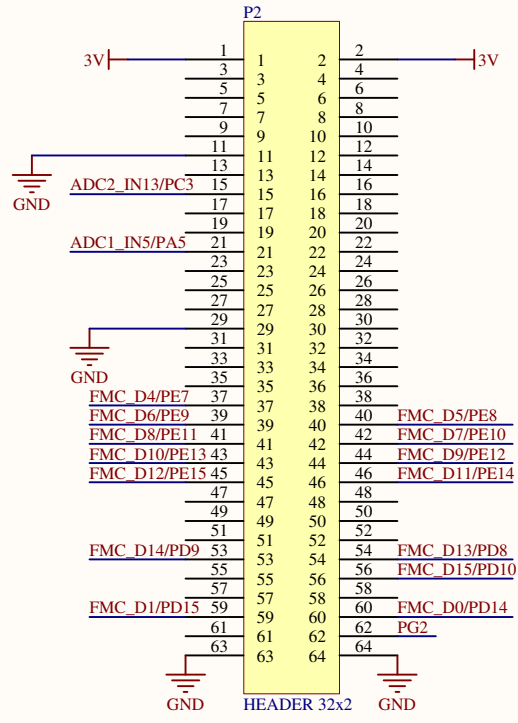 P2
3V 1 1 2 2 3V
3 3 4 4
5 5 6 6
7 7 8 8
9 9 10 10
11 11 12 12
GND
13 13 14 14
ADC2_IN13/PC3 15 15 16 16
17 17 18 18
19 19 20 20
ADC1_IN5/PA5 21 21 22 22
23 23 24 24
25 25 26 26
27 27 28 28
29 29 30 30
GND
31 31 32 32
33 33 34 34
35 35 36 36
FMC_D4/PE7 37 37 38 38
FMC_D6/PE9 39 39 40 40 FMC_D5/PE8
FMC_D8/PE11 41 41 42 42 FMC_D7/PE10
FMC_D10/PE13 43 43 44 44 FMC_D9/PE12
FMC_D12/PE15 45 45 46 46 FMC_D11/PE14
47 47 48 48
49 49 50 50
51 51 52 52
FMC_D14/PD9 53 53 54 54 FMC_D13/PD8
55 55 56 56 FMC_D15/PD10
57 57 58 58
FMC_D1/PD15 59 59 60 60 FMC_D0/PD14
61 61 62 62 PG2
63 63 64 64
GND HEADER 32x2 GND